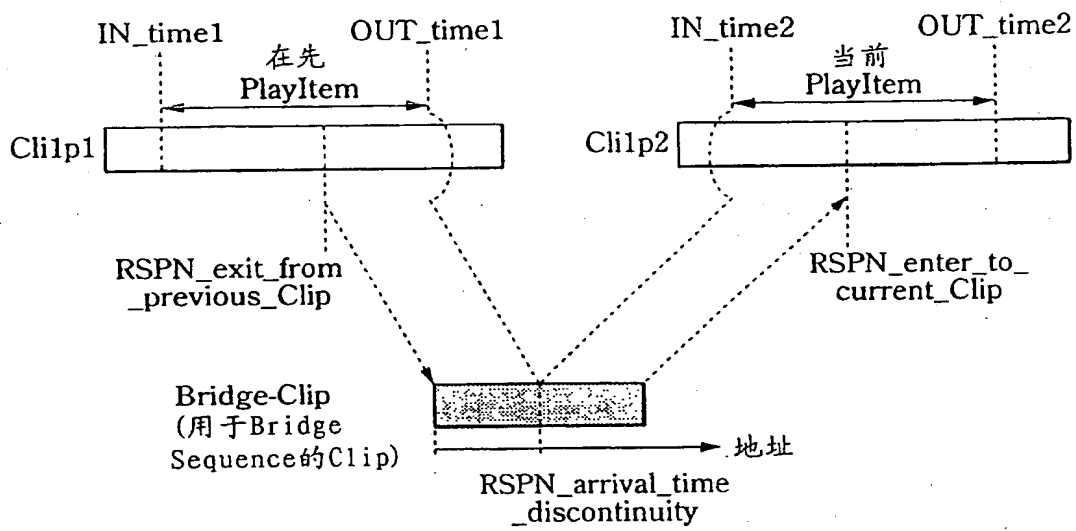 IN_time1
OUT_time1
IN_time2
OUT_time2
在先
PlayItem
当前
PlayItem
Cli1p1
Cli1p2
RSPN_exit_from
_previous_Clip
RSPN_enter_to_
current_Clip
Bridge-Clip
(用于Bridge
Sequence的Clip)
地址
RSPN_arrival_time
_discontinuity